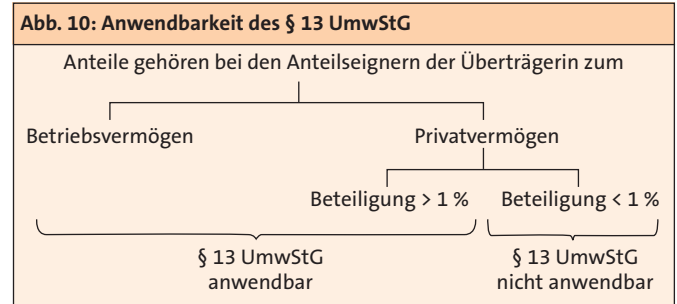 Abb. 10: Anwendbarkeit des § 13 UmwStG
Anteile gehören bei den Anteilseignern der Überträgerin zum
Betriebsvermögen Privatvermögen
Beteiligung > 1 % Beteiligung < 1 %
§ 13 UmwStG § 13 UmwStG
anwendbar nicht anwendbar